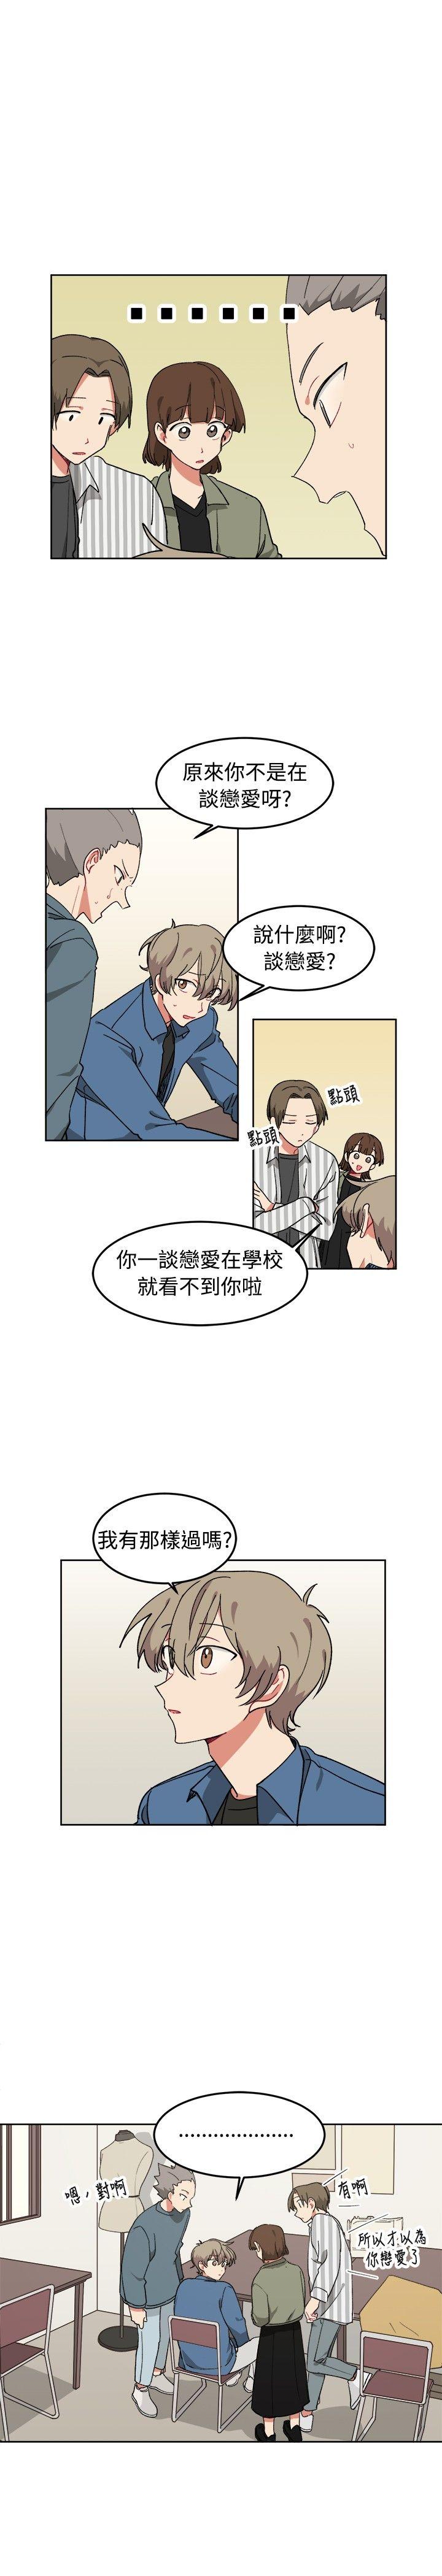 ......
原來你不是在
談戀愛呀?
說什麼啊?
談戀愛?
點頭
點頭
你一談戀愛在學校
就看不到你啦
我有那樣過嗎?
....................
嗯，對啊
有啊
所以才以為
你戀愛了